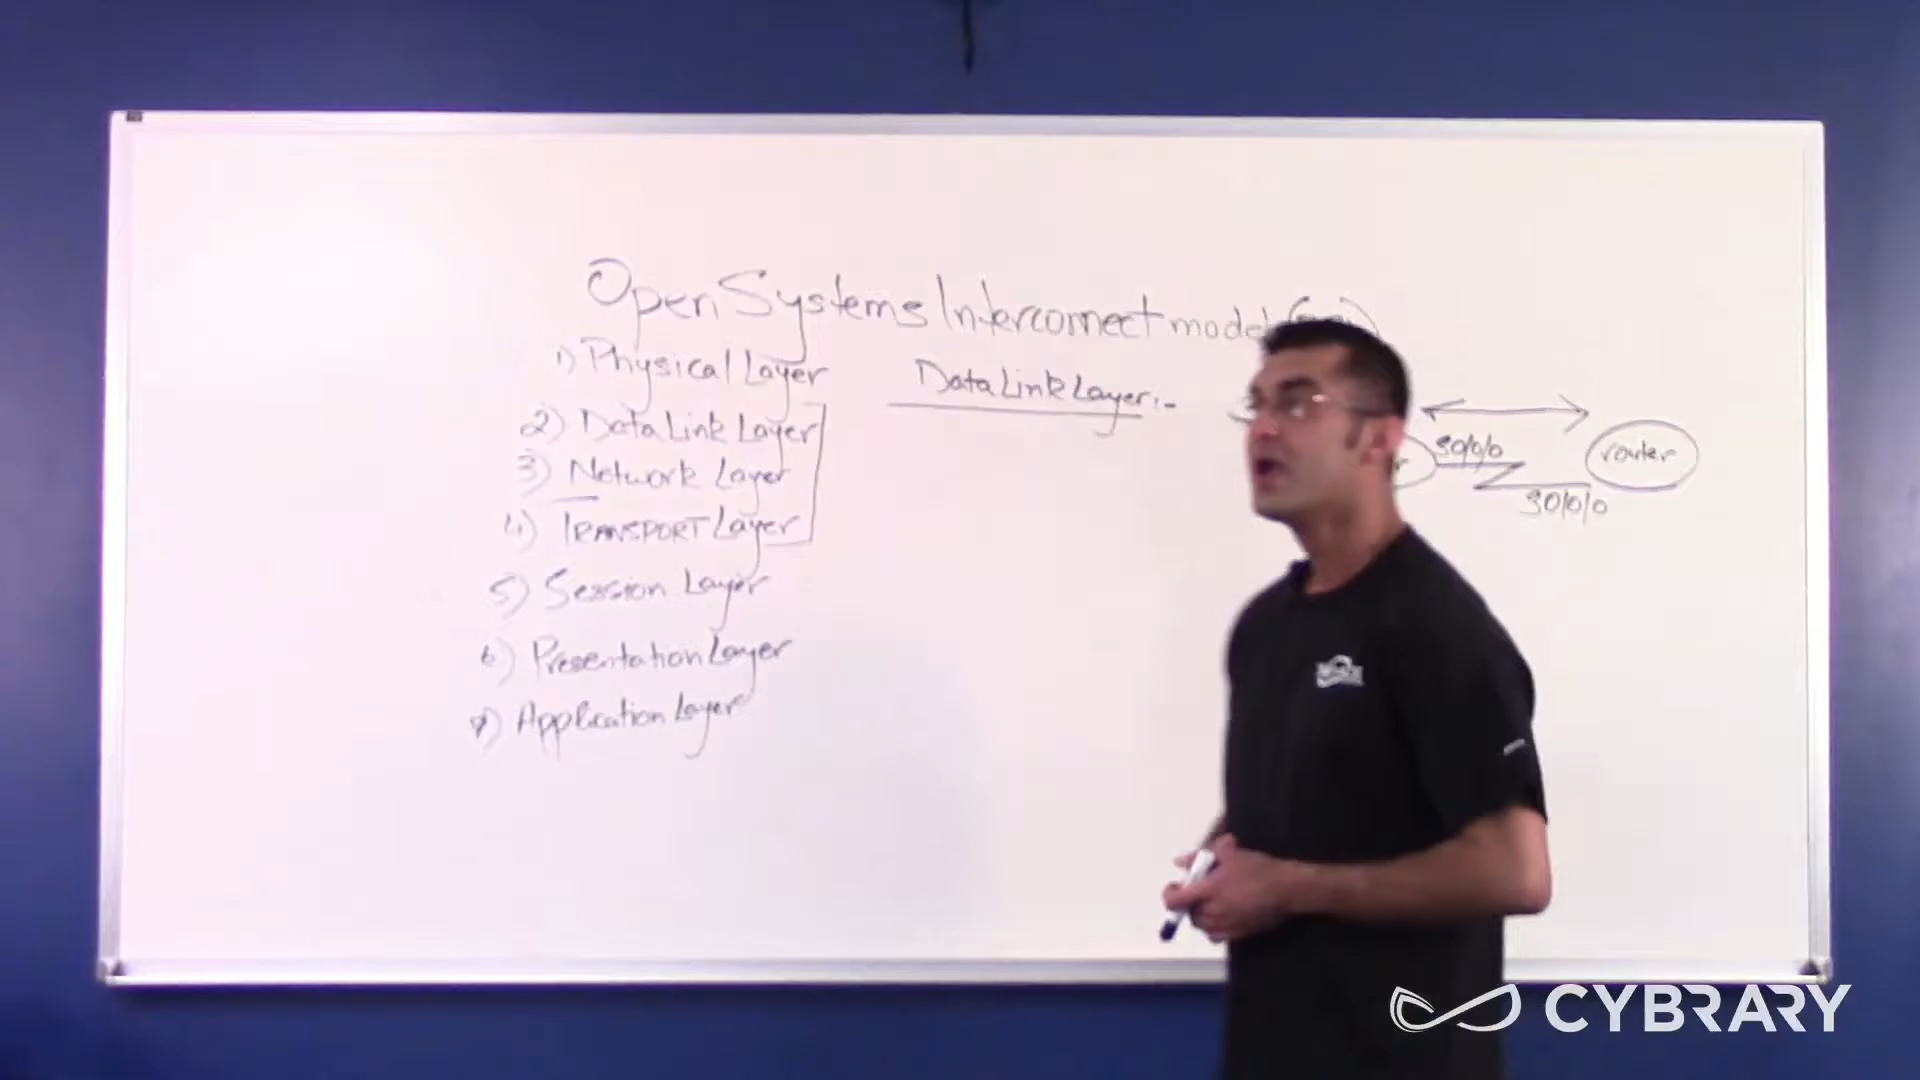 Open Systems Interconnect model
1) Physical Layer
2) Data Link Layer
3) Network Layer
4) TRANSPORT Layer
5) Session Layer
6) Presentation Layer
7) Application Layer
Data Link Layer:-
S0/0/0
router
S0/0/0
CYBRARY